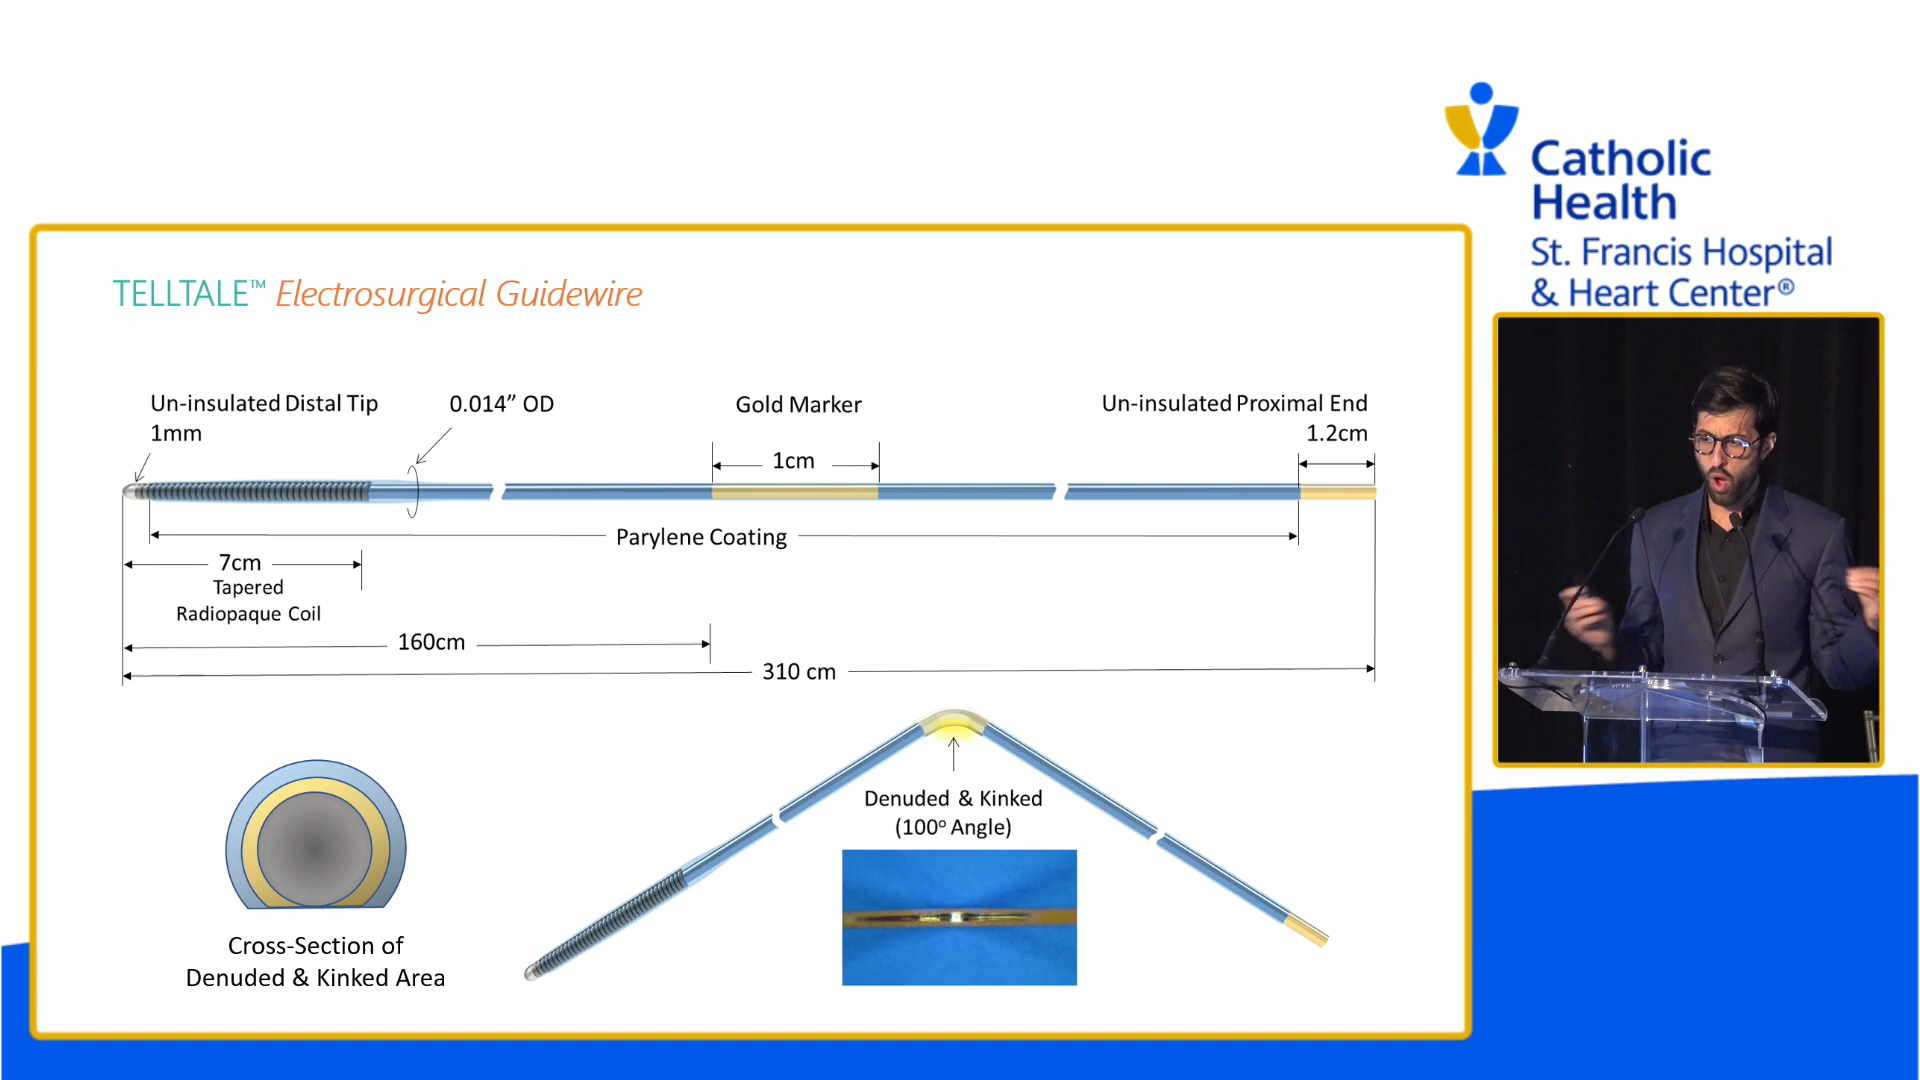 Catholic
Health
St. Francis Hospital
& Heart Center®
TELLTALE™ Electrosurgical Guidewire
Un-insulated Distal Tip
1mm
0.014” OD
Gold Marker
1cm
Un-insulated Proximal End
1.2cm
Parylene Coating
7cm
Tapered
Radiopaque Coil
160cm
310 cm
Denuded & Kinked
(100º Angle)
Cross-Section of
Denuded & Kinked Area